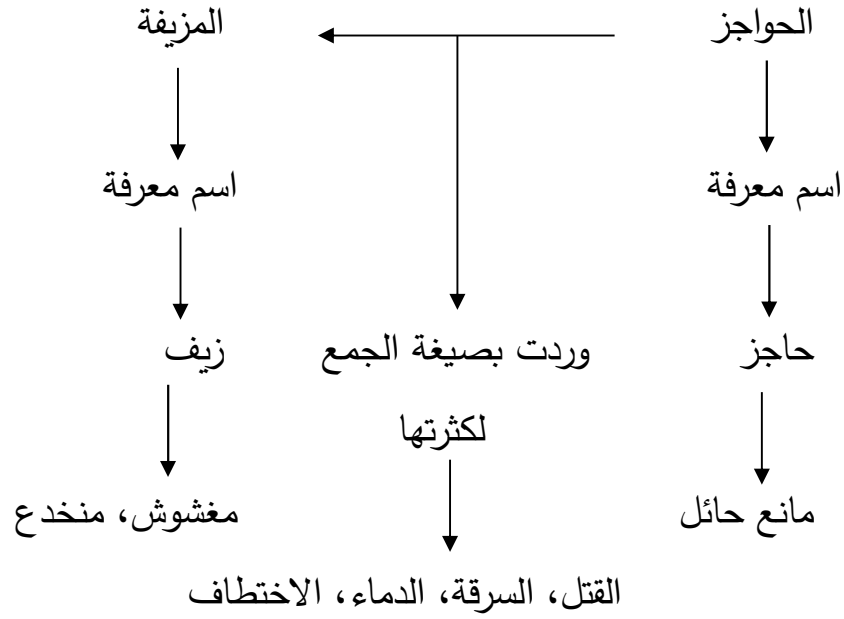 الحواجز المزيفة
اسم معرفة اسم معرفة
حاجز وردت بصيغة الجمع زيف
لكثرتها
مانع حائل مغشوش، منخدع
القتل، السرقة، الدماء، الاختطاف